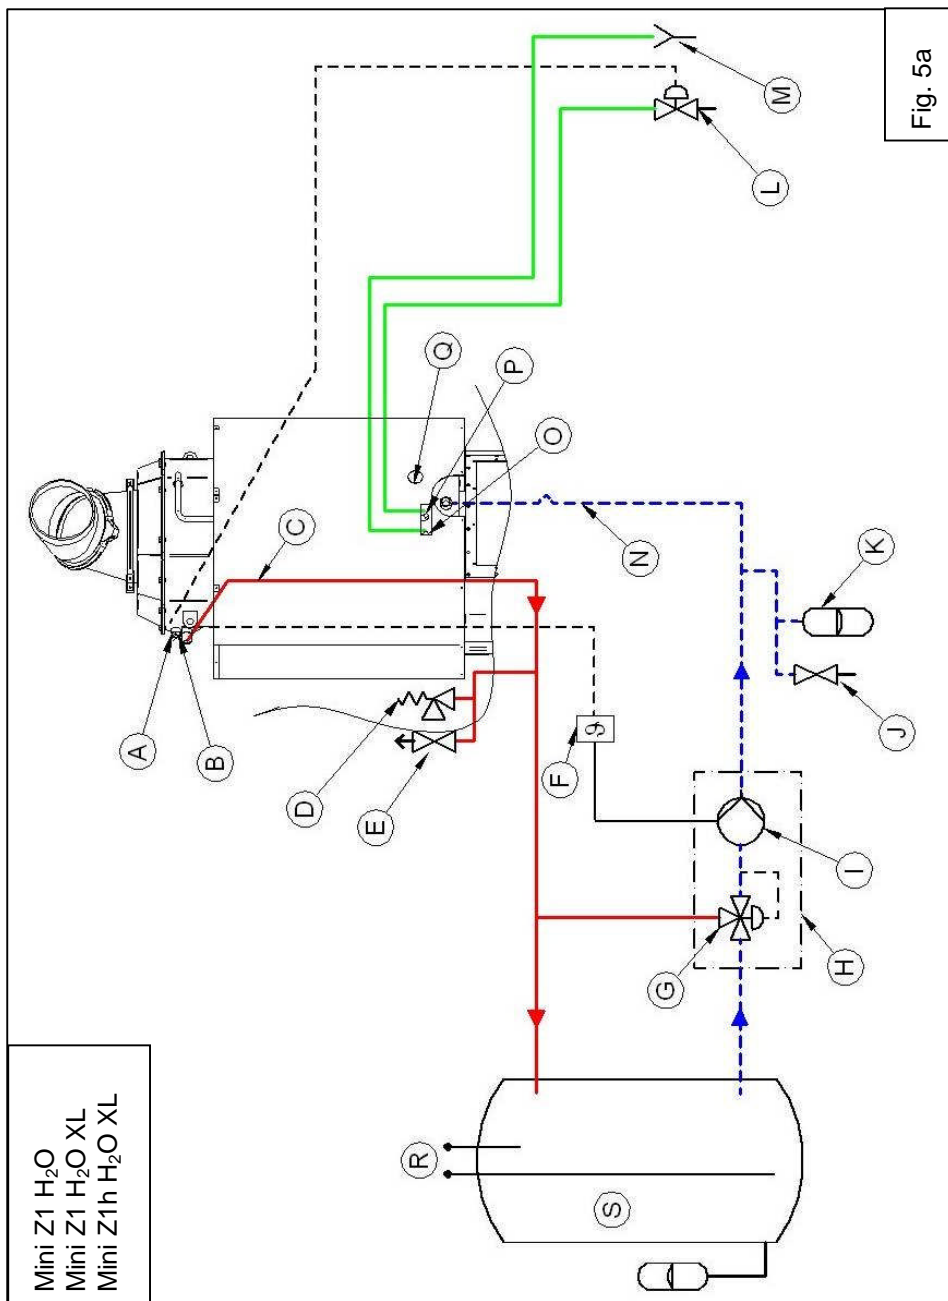 Mini Z1 H₂O
Mini Z1 H₂O XL
Mini Z1h H₂O XL
Fig. 5a
A
B
C
D
E
F
ϑ
G
H
I
J
K
L
M
N
O
P
Q
R
S